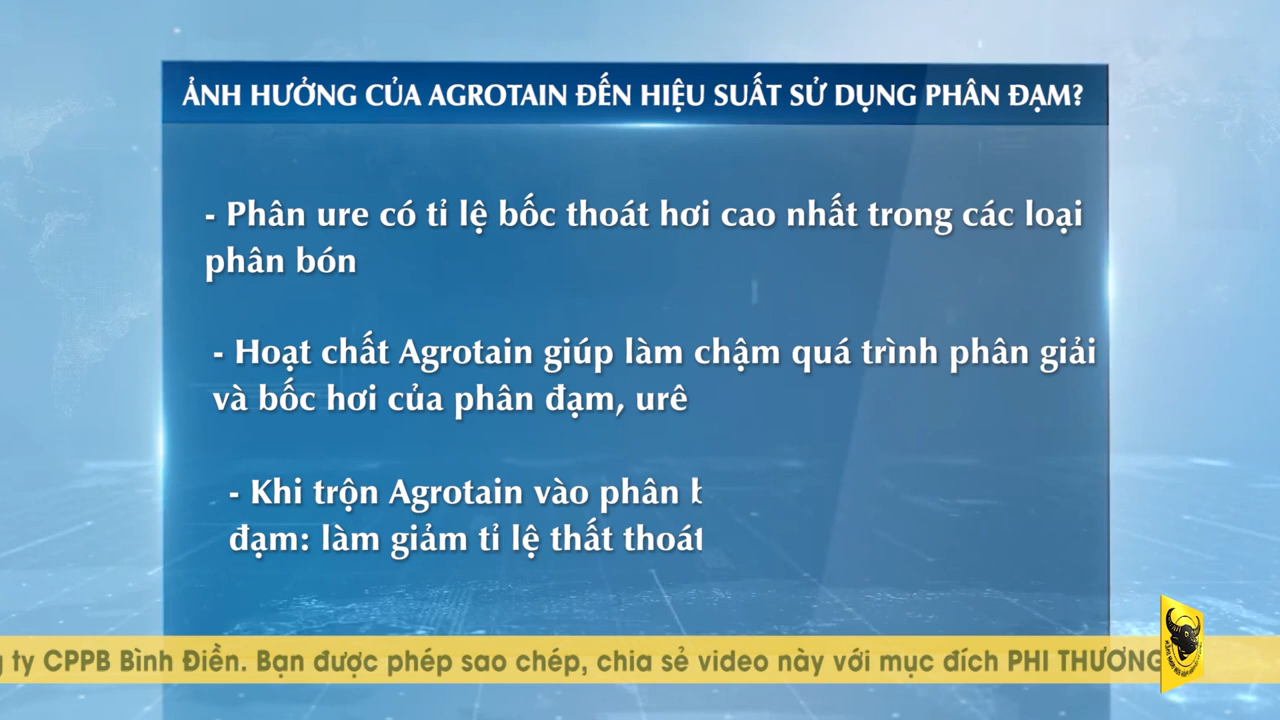 ẢNH HƯỞNG CỦA AGROTAIN ĐẾN HIỆU SUẤT SỬ DỤNG PHÂN ĐẠM?
- Phân ure có tỉ lệ bốc thoát hơi cao nhất trong các loại
phân bón
- Hoạt chất Agrotain giúp làm chậm quá trình phân giải
và bốc hơi của phân đạm, urê
- Khi trộn Agrotain vào phân
đạm: làm giảm tỉ lệ thất thoát
ty CPPB Bình Điền. Bạn được phép sao chép, chia sẻ video này với mục đích PHI THƯƠNG